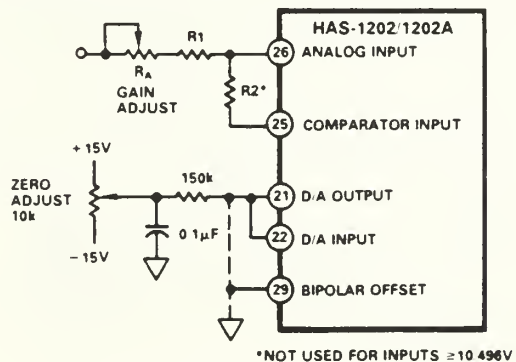 HAS-1202/1202A
R1
26 ANALOG INPUT
RA
GAIN
ADJUST
R2*
25 COMPARATOR INPUT
+15V
150k
21 D/A OUTPUT
ZERO
ADJUST
10k
22 D/A INPUT
0 1µF
-15V
29 BIPOLAR OFFSET
*NOT USED FOR INPUTS ≥10 496V